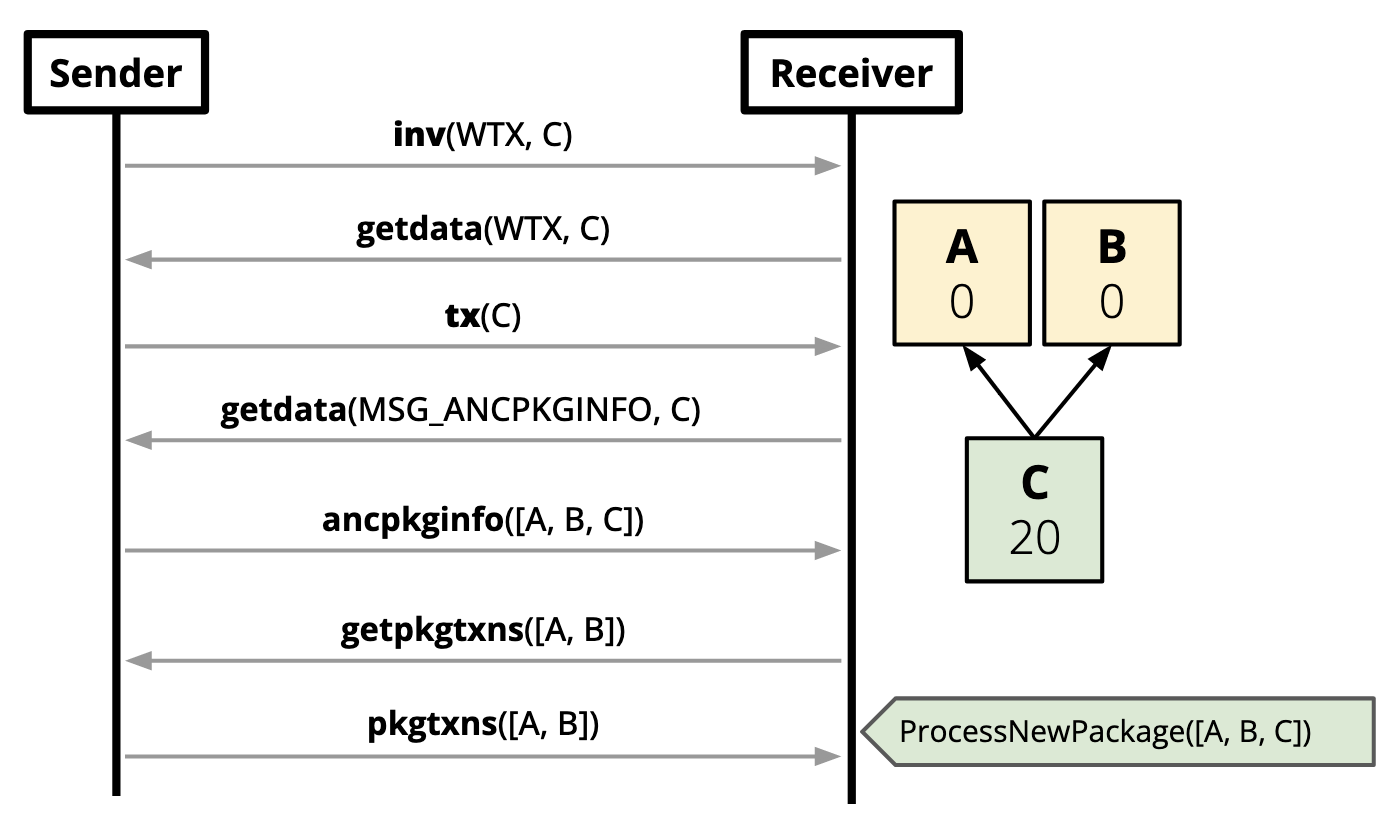 Sender
Receiver
inv(WTX, C)
getdata(WTX, C)
tx(C)
getdata(MSG_ANCPKGINFO, C)
ancpkginfo([A, B, C])
getpkgtxns([A, B])
pkgtxns([A, B])
A
0
B
0
C
20
ProcessNewPackage([A, B, C])